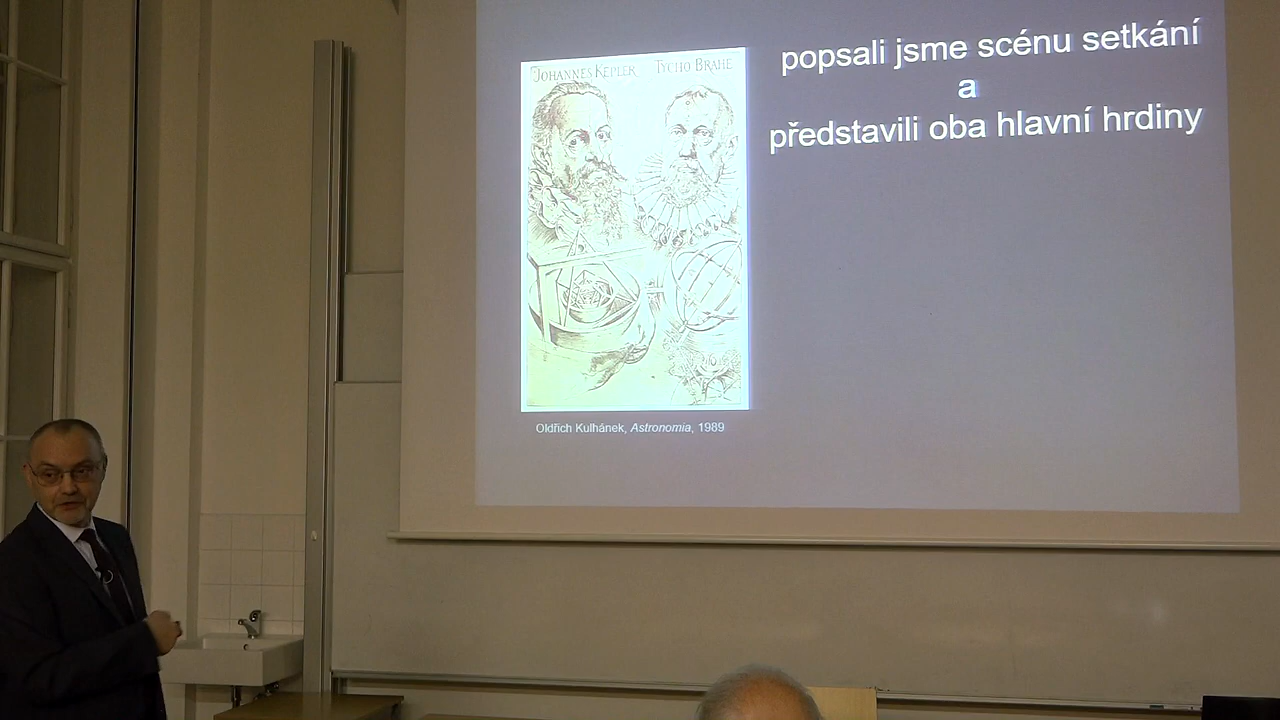 JOHANNES KEPLER TYCHO BRAHE
popsali jsme scénu setkání
a
představili oba hlavní hrdiny
Oldřich Kulhánek, Astronomia, 1989